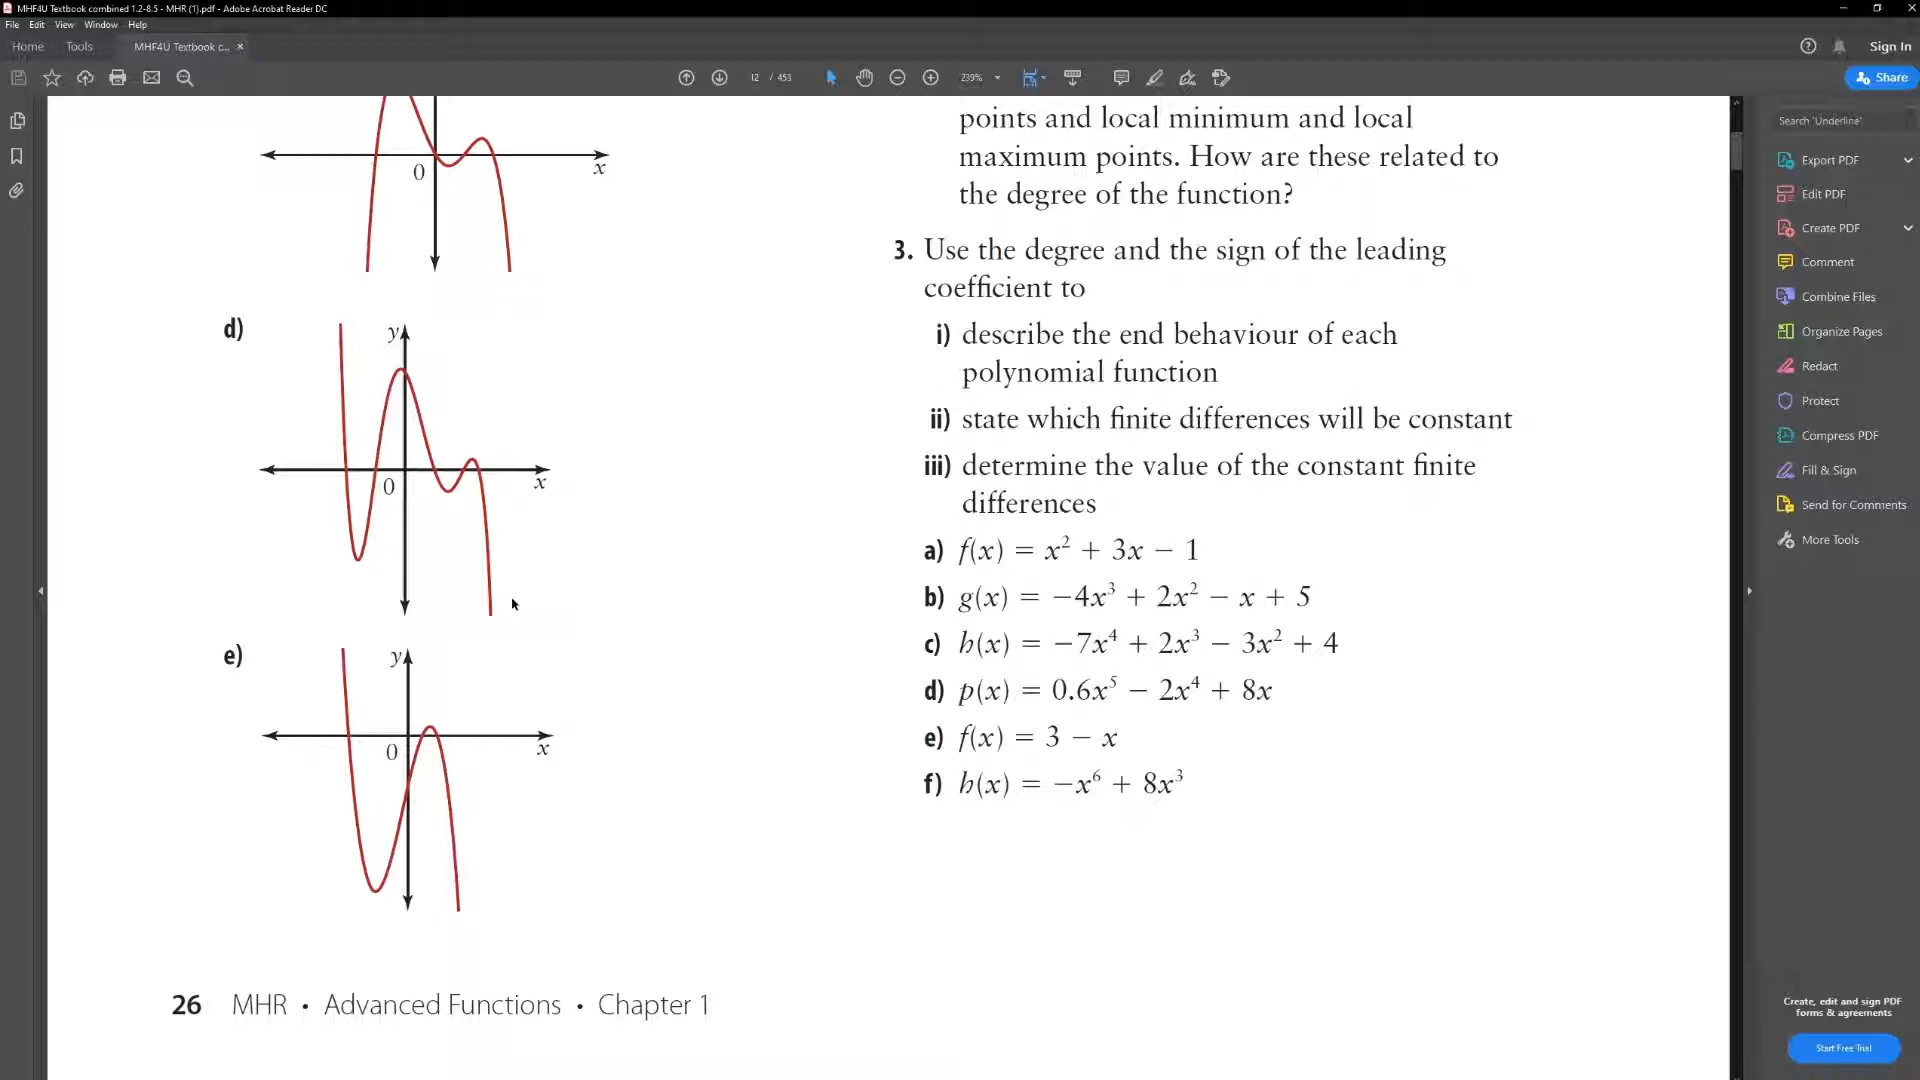 MHF4U Textbook combined 1.2-8.5 - MHR (1).pdf - Adobe Acrobat Reader DC
File Edit View Window Help
Home Tools MHF4U Textbook c... × Sign In
12 / 453 239% Share
0 x
d) y 0 x
e) y 0 x
26 MHR • Advanced Functions • Chapter 1
points and local minimum and local
maximum points. How are these related to
the degree of the function?
3. Use the degree and the sign of the leading
coefficient to
i) describe the end behaviour of each
polynomial function
ii) state which finite differences will be constant
iii) determine the value of the constant finite
differences
a) f(x) = x² + 3x − 1
b) g(x) = −4x³ + 2x² − x + 5
c) h(x) = −7x⁴ + 2x³ − 3x² + 4
d) p(x) = 0.6x⁵ − 2x⁴ + 8x
e) f(x) = 3 − x
f) h(x) = −x⁶ + 8x³
Search 'Underline'
Export PDF
Edit PDF
Create PDF
Comment
Combine Files
Organize Pages
Redact
Protect
Compress PDF
Fill & Sign
Send for Comments
More Tools
Create, edit and sign PDF
forms & agreements
Start Free Trial